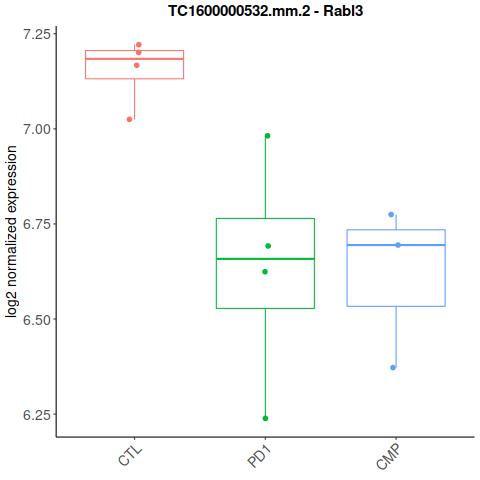 TC1600000532.mm.2 - Rabl3
log2 normalized expression
7.25
7.00
6.75
6.50
6.25
CTL
PD1
CMP